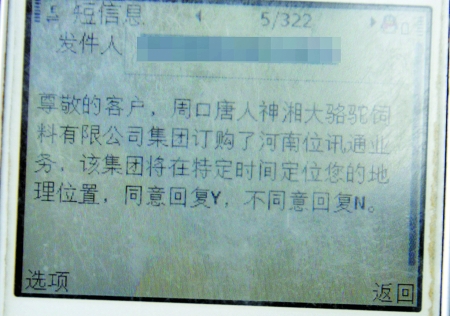 短信息 5/322
发件人
尊敬的客户，周口唐人神湘大骆驼饲
料有限公司集团订购了河南位讯通业
务，该集团将在特定时间定位您的地
理位置，同意回复Y，不同意回复N。
选项 返回